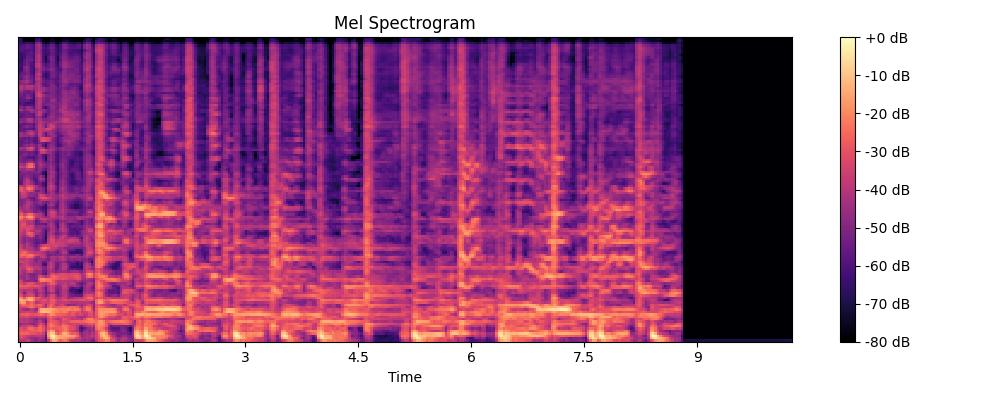 Mel Spectrogram
+0 dB
-10 dB
-20 dB
-30 dB
-40 dB
-50 dB
-60 dB
-70 dB
-80 dB
0 1.5 3 4.5 6 7.5 9
Time